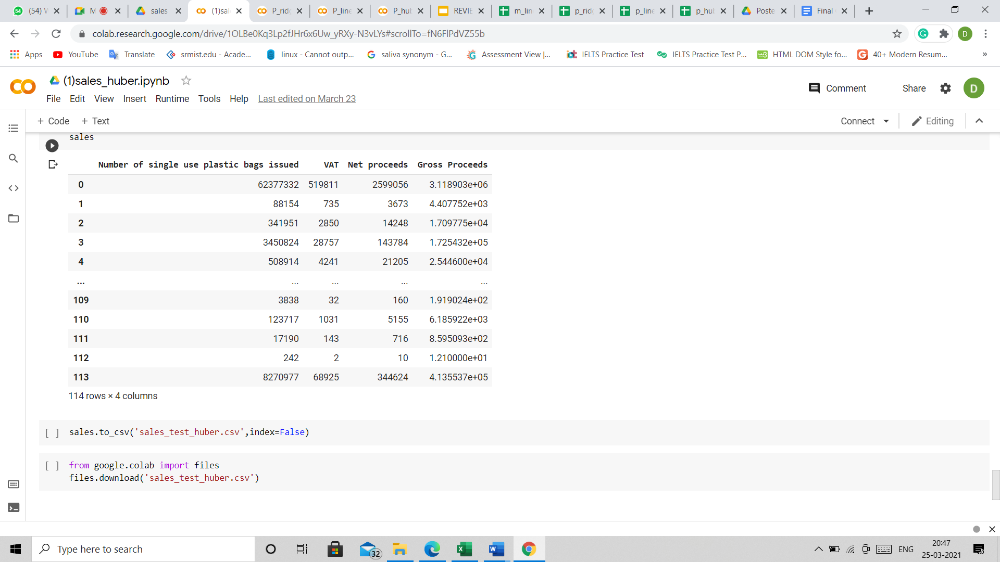 54 (54) W M sales (1)sal P_ridg P_line P_hub REVIE m_lin p_ridg p_line p_hub Poste Final
colab.research.google.com/drive/1OLBe0Kq3Lp2fJHr6x6Uw_yRXy-N3vLYs#scrollTo=fN6FlPdVZ55b D
Apps YouTube Translate srmist.edu - Acade... linux - Cannot outp... saliva synonym - G... Assessment View |... IELTS Practice Test IELTS Practice Test P... HTML DOM Style fo... 40+ Modern Resum... »
(1)sales_huber.ipynb
Comment Share D
File Edit View Insert Runtime Tools Help Last edited on March 23
+ Code + Text Connect Editing
sales
Number of single use plastic bags issued VAT Net proceeds Gross Proceeds
0 62377332 519811 2599056 3.118903e+06
1 88154 735 3673 4.407752e+03
2 341951 2850 14248 1.709775e+04
3 3450824 28757 143784 1.725432e+05
4 508914 4241 21205 2.544600e+04
... ... ... ... ...
109 3838 32 160 1.919024e+02
110 123717 1031 5155 6.185922e+03
111 17190 143 716 8.595093e+02
112 242 2 10 1.210000e+01
113 8270977 68925 344624 4.135537e+05
114 rows × 4 columns
[ ] sales.to_csv('sales_test_huber.csv',index=False)
[ ] from google.colab import files
files.download('sales_test_huber.csv')
Type here to search 32 ENG 20:47
25-03-2021